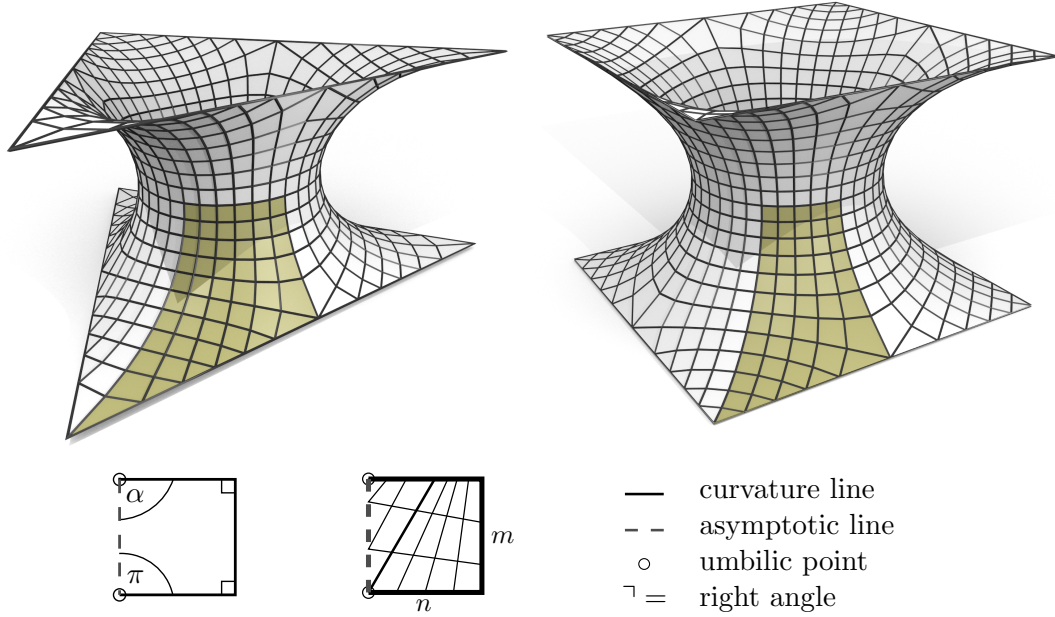 α
π
m
n
curvature line
asymptotic line
umbilic point
= right angle